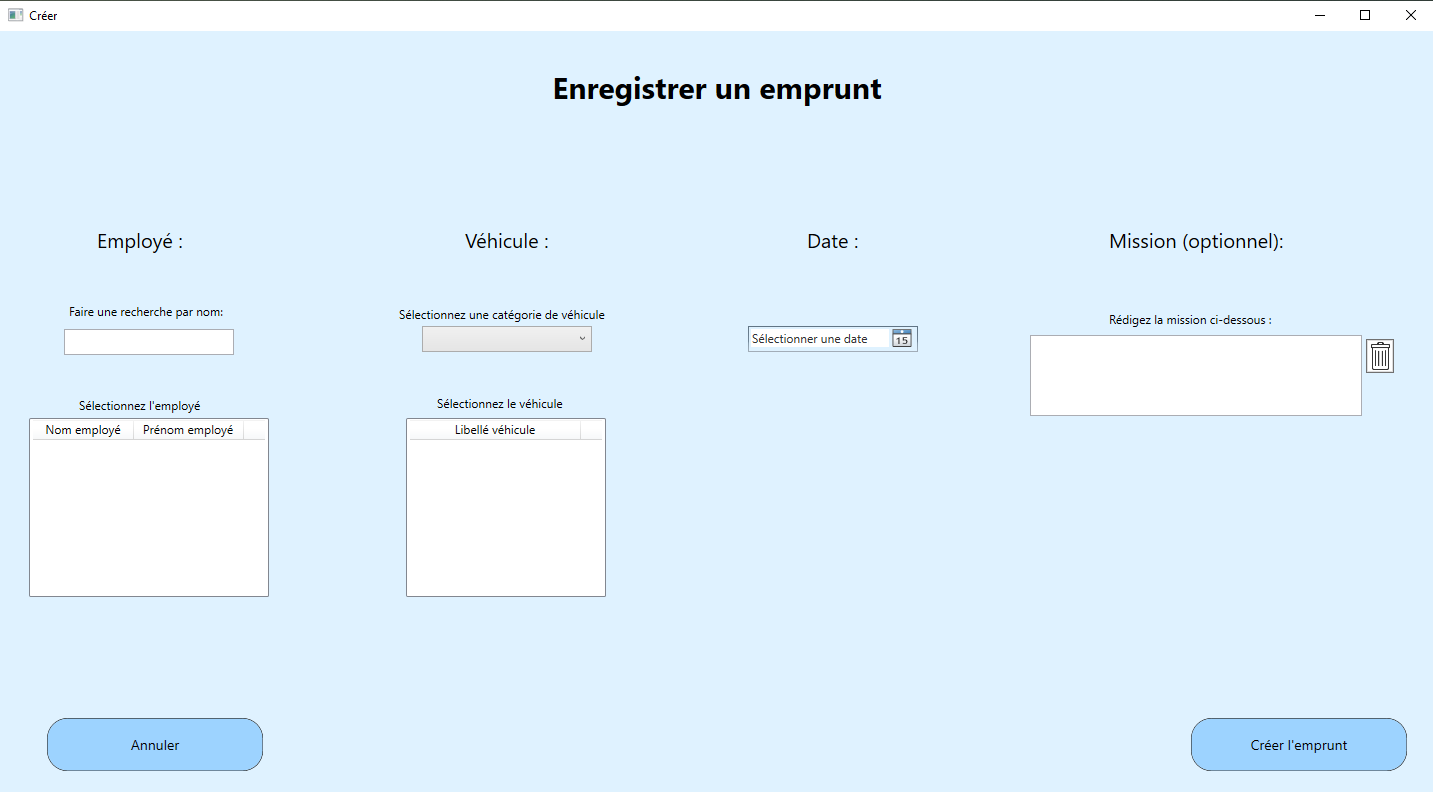 Créer
Enregistrer un emprunt
Employé :
Véhicule :
Date :
Mission (optionnel):
Faire une recherche par nom:
Sélectionnez une catégorie de véhicule
Rédigez la mission ci-dessous :
Sélectionner une date
15
Sélectionnez l'employé
Sélectionnez le véhicule
Nom employé
Prénom employé
Libellé véhicule
Annuler
Créer l'emprunt